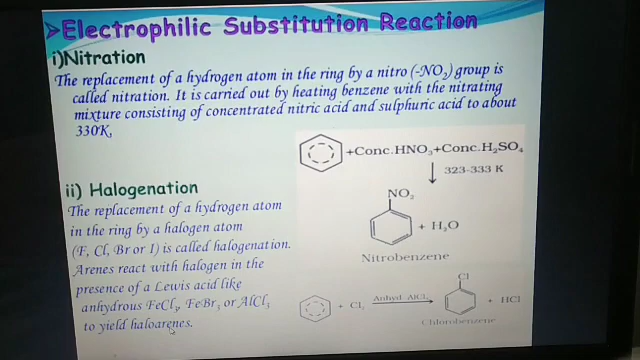 ➤Electrophilic Substitution Reaction
i)Nitration
The replacement of a hydrogen atom in the ring by a nitro (-NO₂) group is
called nitration. It is carried out by heating benzene with the nitrating
mixture consisting of concentrated nitric acid and sulphuric acid to about
330K.
+Conc.HNO₃+Conc.H₂SO₄
323-333 K
NO₂
+ H₂O
Nitrobenzene
ii) Halogenation
The replacement of a hydrogen atom
in the ring by a halogen atom
(F, Cl, Br or I) is called halogenation.
Arenes react with halogen in the
presence of a Lewis acid like
anhydrous FeCl₃, FeBr₃ or AlCl₃
to yield haloarenes.
Cl
+ Cl₂ Anhyd. AlCl₃ + HCl
Chlorobenzene